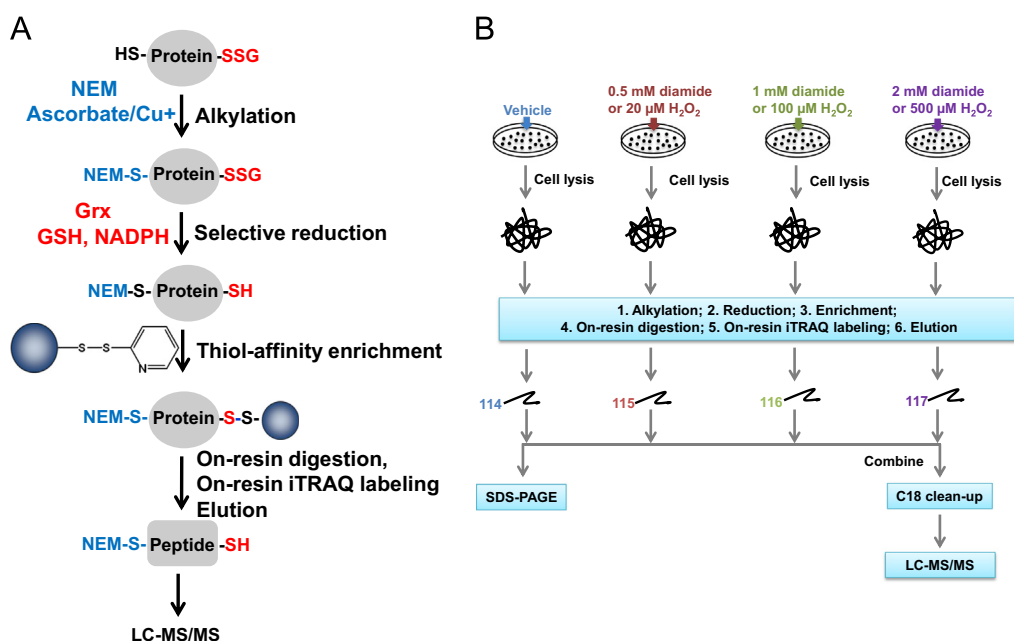 A
HS-Protein-SSG
NEM
Ascorbate/Cu+
Alkylation
NEM-S-Protein-SSG
Grx
GSH, NADPH
Selective reduction
NEM-S-Protein-SH
S S
N
Thiol-affinity enrichment
NEM-S-Protein-S-S-
On-resin digestion,
On-resin iTRAQ labeling
Elution
NEM-S-Peptide-SH
LC-MS/MS
B
Vehicle
0.5 mM diamide
or 20 µM H₂O₂
1 mM diamide
or 100 µM H₂O₂
2 mM diamide
or 500 µM H₂O₂
Cell lysis
Cell lysis
Cell lysis
Cell lysis
1. Alkylation; 2. Reduction; 3. Enrichment;
4. On-resin digestion; 5. On-resin iTRAQ labeling; 6. Elution
114
115
116
117
Combine
SDS-PAGE
C18 clean-up
LC-MS/MS